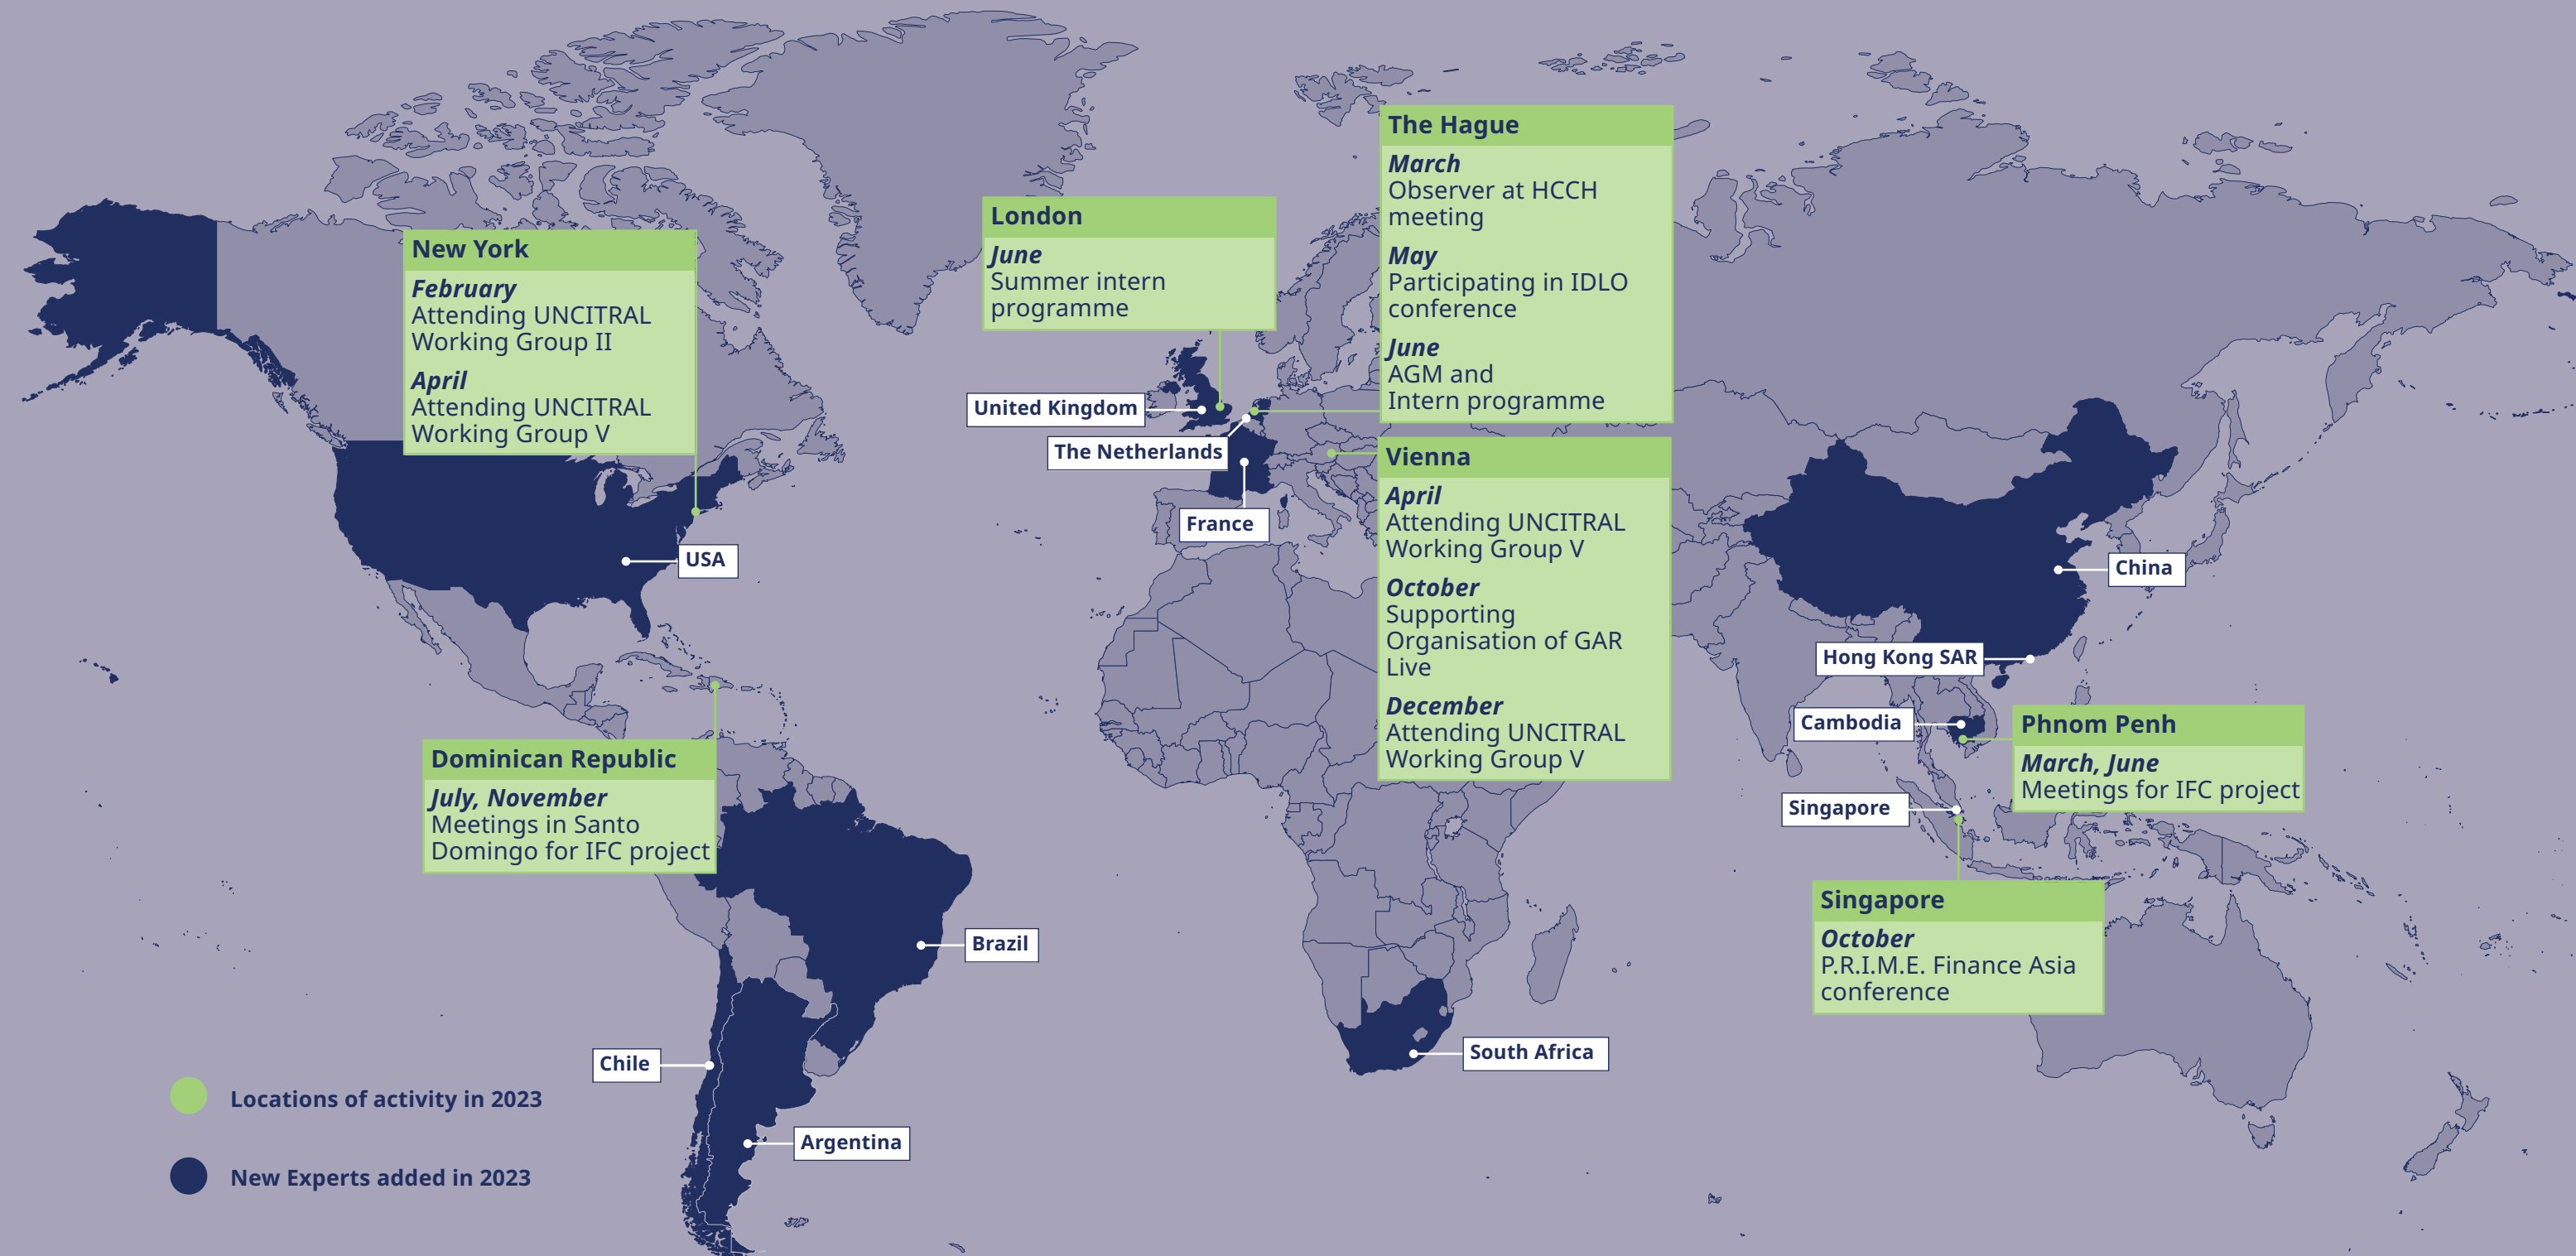 The Hague
March
Observer at HCCH
meeting
May
Participating in IDLO
conference
June
AGM and
Intern programme
London
June
Summer intern
programme
New York
February
Attending UNCITRAL
Working Group II
April
Attending UNCITRAL
Working Group V
United Kingdom
The Netherlands
France
Vienna
April
Attending UNCITRAL
Working Group V
October
Supporting
Organisation of GAR
Live
December
Attending UNCITRAL
Working Group V
USA
China
Hong Kong SAR
Cambodia
Phnom Penh
March, June
Meetings for IFC project
Singapore
Dominican Republic
July, November
Meetings in Santo
Domingo for IFC project
Singapore
October
P.R.I.M.E. Finance Asia
conference
Brazil
South Africa
Chile
Argentina
Locations of activity in 2023
New Experts added in 2023